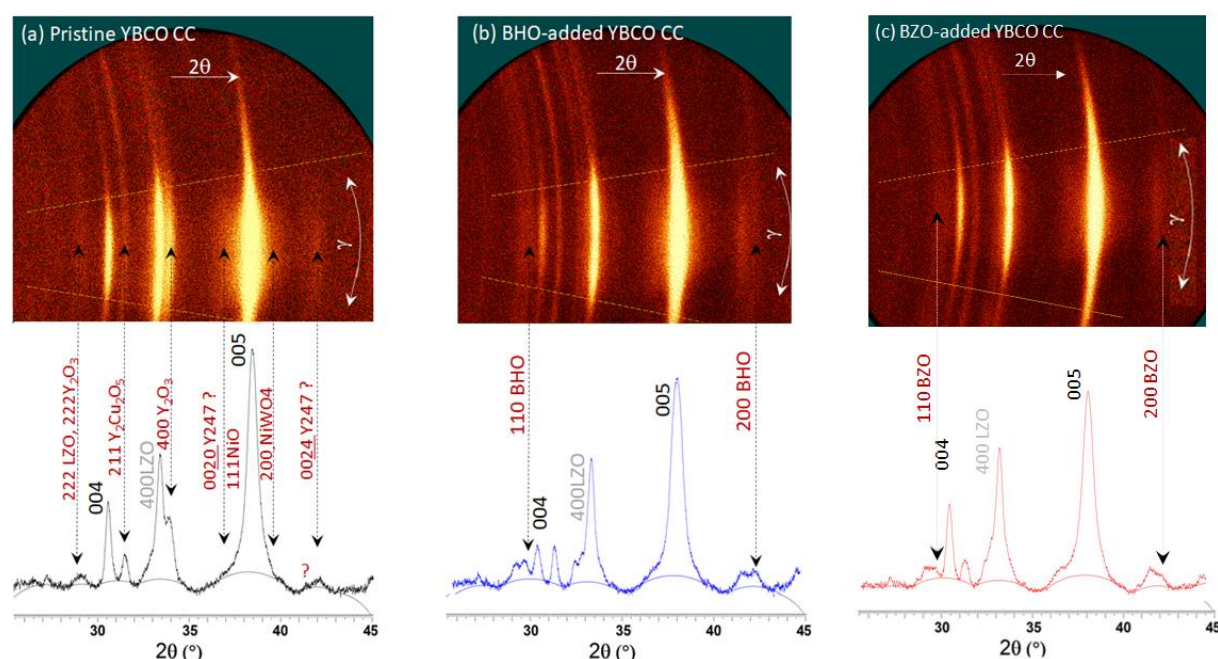 (a) Pristine YBCO CC
2θ
γ
222 LZO, 222Y₂O₃
004
211 Y₂Cu₂O₅
400LZO
400 Y₂O₃
0020 Y247 ?
111NiO
005
200 NiWO4
0024 Y247 ?
?
30 35 40 45
2θ (°)
(b) BHO-added YBCO CC
2θ
γ
110 BHO
004
400LZO
005
200 BHO
30 35 40 45
2θ (°)
(c) BZO-added YBCO CC
2θ
γ
110 BZO
004
400 LZO
005
200 BZO
30 35 40 45
2θ (°)